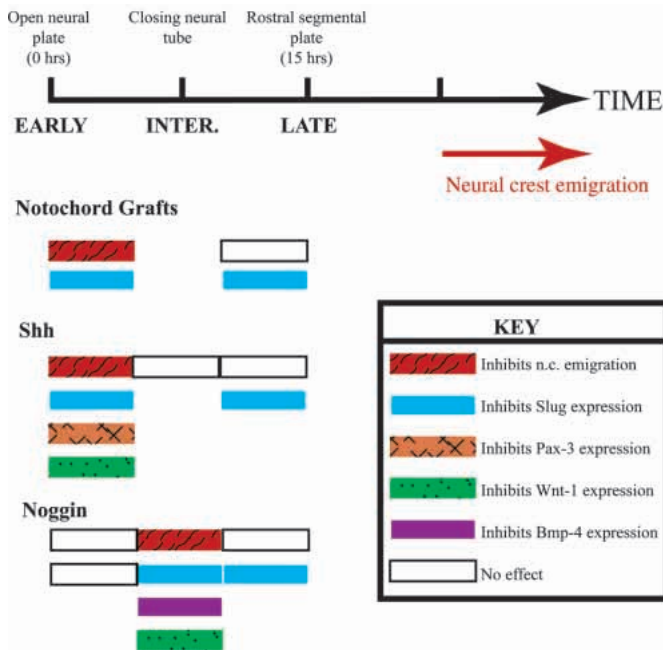 Open neural
plate
(0 hrs)
Closing neural
tube
Rostral segmental
plate
(15 hrs)
TIME
EARLY
INTER.
LATE
Neural crest emigration
Notochord Grafts
Shh
Noggin
KEY
Inhibits n.c. emigration
Inhibits Slug expression
Inhibits Pax-3 expression
Inhibits Wnt-1 expression
Inhibits Bmp-4 expression
No effect